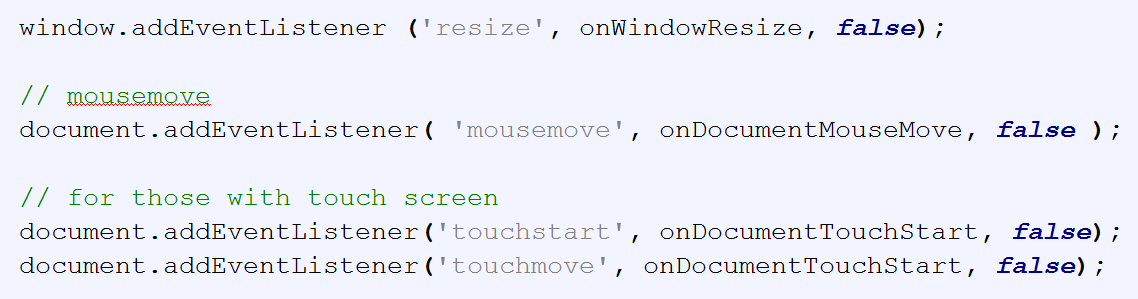 window.addEventListener ('resize', onWindowResize, false);
// mousemove
document.addEventListener( 'mousemove', onDocumentMouseMove, false );
// for those with touch screen
document.addEventListener('touchstart', onDocumentTouchStart, false);
document.addEventListener('touchmove', onDocumentTouchStart, false);